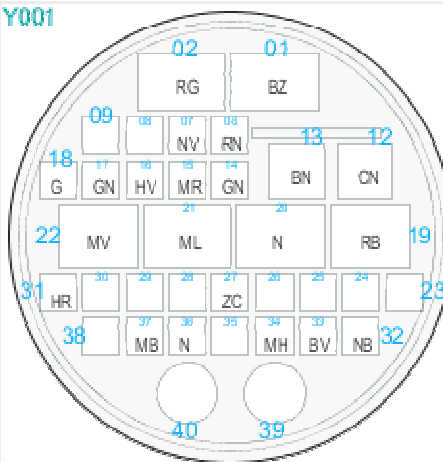 Y001
02 01
RG BZ
09 08 07 03 13 12
NV RN
18 17 16 15 14
G GN HV MR GN BN CN
21 20
22 MV ML N RB 19
31 30 29 28 27 26 25 24 23
HR ZC
38 37 36 35 34 33 32
MB N MH BV NB
40 39